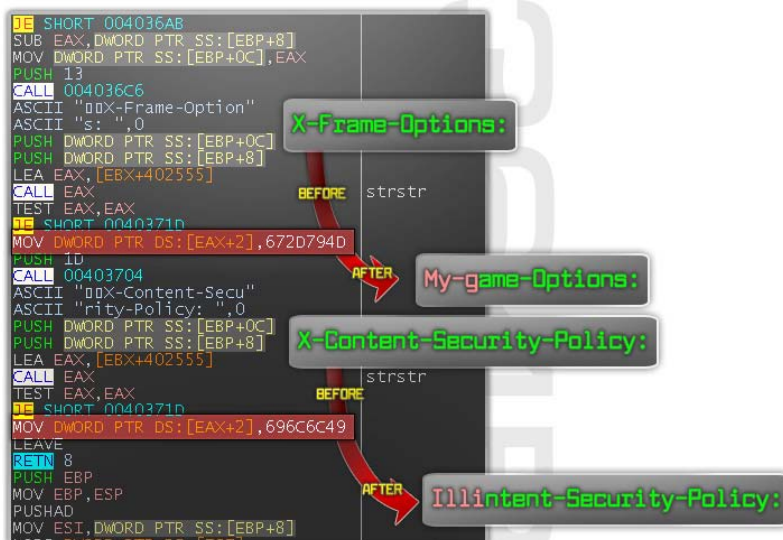 JE SHORT 004036AB
SUB EAX,DWORD PTR SS:[EBP+8]
MOV DWORD PTR SS:[EBP+0C],EAX
PUSH 13
CALL 004036C6
ASCII "▯▯X-Frame-Option"
ASCII "s: ",0
PUSH DWORD PTR SS:[EBP+0C]
PUSH DWORD PTR SS:[EBP+8]
LEA EAX,[EBX+402555]
CALL EAX strstr
TEST EAX,EAX
JE SHORT 0040371D
MOV DWORD PTR DS:[EAX+2],672D794D
PUSH 1D
CALL 00403704
ASCII "▯▯X-Content-Secu"
ASCII "rity-Policy: ",0
PUSH DWORD PTR SS:[EBP+0C]
PUSH DWORD PTR SS:[EBP+8]
LEA EAX,[EBX+402555]
CALL EAX strstr
TEST EAX,EAX
JE SHORT 0040371D
MOV DWORD PTR DS:[EAX+2],696C6C49
LEAVE
RETN 8
PUSH EBP
MOV EBP,ESP
PUSHAD
MOV ESI,DWORD PTR SS:[EBP+8]
X-Frame-Options:
BEFORE
AFTER
My-game-Options:
X-Content-Security-Policy:
BEFORE
AFTER
Illintent-Security-Policy: